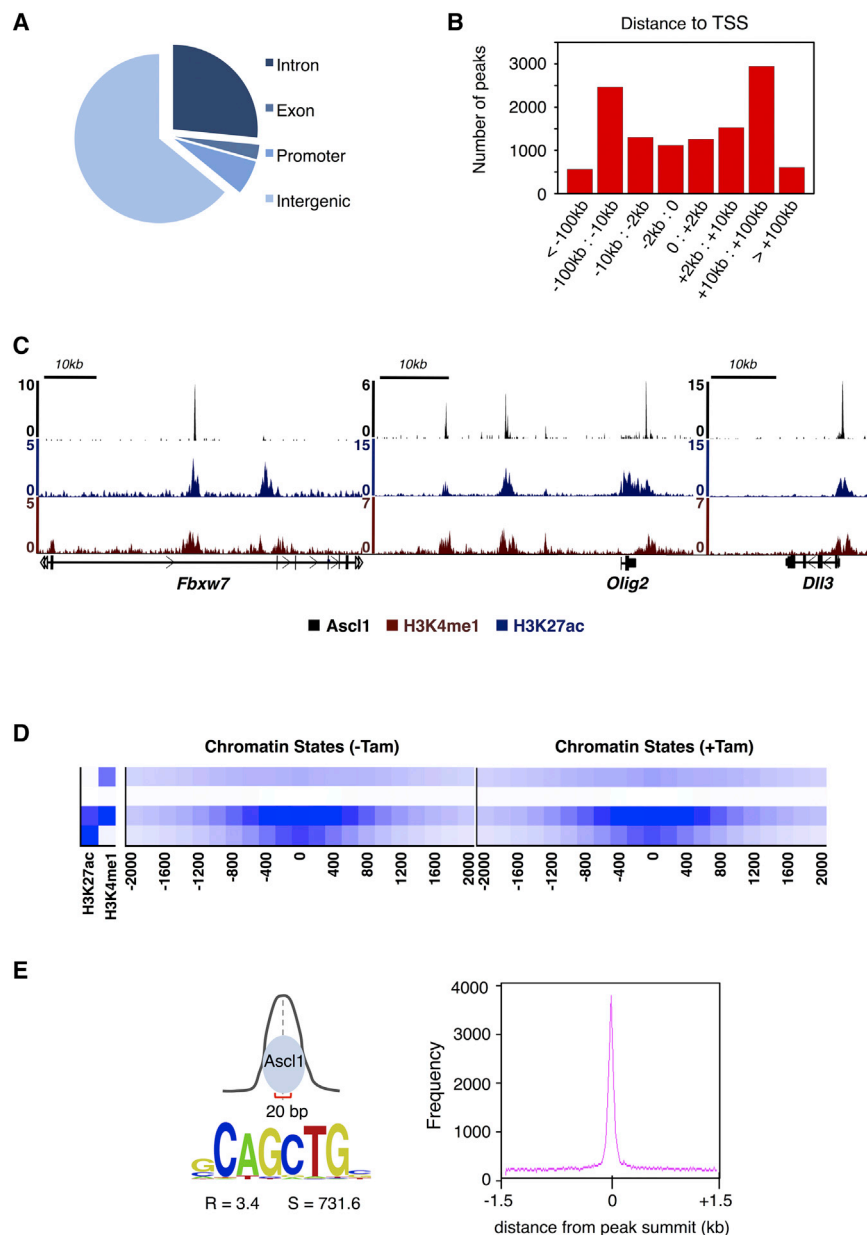 A
Intron
Exon
Promoter
Intergenic
B
Distance to TSS
Number of peaks
3000
2000
1000
0
< -100kb
-100kb : -10kb
-10kb : -2kb
-2kb : 0
0 : +2kb
+2kb : +10kb
+10kb : +100kb
> +100kb
C
10kb 10kb 10kb
10 6 15
0 0 0
5 15 15
0 0 0
5 7 7
0 0 0
Fbxw7 Olig2 Dll3
Ascl1 H3K4me1 H3K27ac
D
Chromatin States (-Tam) Chromatin States (+Tam)
H3K27ac
H3K4me1
-2000 -1600 -1200 -800 -400 0 400 800 1200 1600 2000
-2000 -1600 -1200 -800 -400 0 400 800 1200 1600 2000
E
Ascl1
20 bp
GCAGCTG
R = 3.4 S = 731.6
Frequency
4000
3000
2000
1000
0
-1.5 0 +1.5
distance from peak summit (kb)